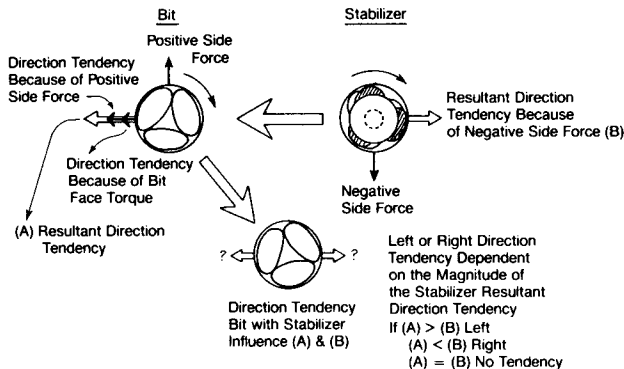 Bit
Positive Side
Force
Direction Tendency
Because of Positive
Side Force
Direction Tendency
Because of Bit
Face Torque
(A) Resultant Direction
Tendency
Stabilizer
Resultant Direction
Tendency Because
of Negative Side Force (B)
Negative
Side Force
?
?
Direction Tendency
Bit with Stabilizer
Influence (A) & (B)
Left or Right Direction
Tendency Dependent
on the Magnitude of
the Stabilizer Resultant
Direction Tendency
If (A) > (B) Left
(A) < (B) Right
(A) = (B) No Tendency